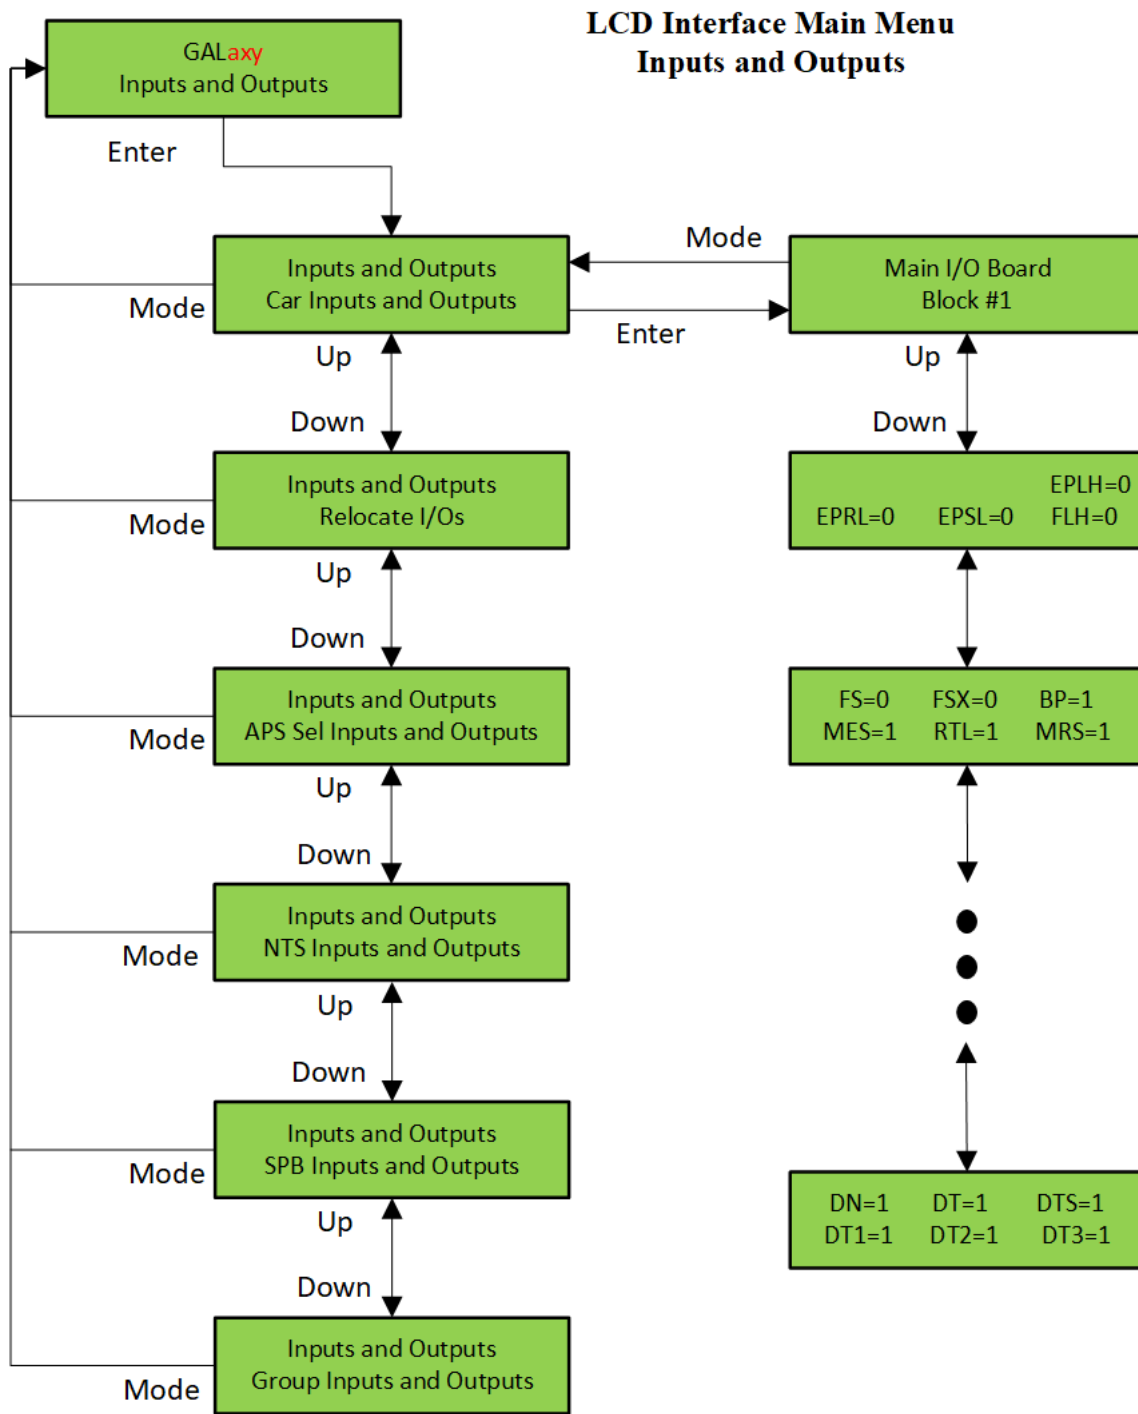 LCD Interface Main Menu
Inputs and Outputs
GALaxy
Inputs and Outputs
Enter
Inputs and Outputs
Car Inputs and Outputs
Mode
Mode
Enter
Main I/O Board
Block #1
Up
Down
Up
Down
Inputs and Outputs
Relocate I/Os
Mode
EPLH=0
EPRL=0 EPSL=0 FLH=0
Up
Down
Inputs and Outputs
APS Sel Inputs and Outputs
Mode
FS=0 FSX=0 BP=1
MES=1 RTL=1 MRS=1
Up
Down
Inputs and Outputs
NTS Inputs and Outputs
Mode
Up
Down
Inputs and Outputs
SPB Inputs and Outputs
Mode
DN=1 DT=1 DTS=1
DT1=1 DT2=1 DT3=1
Up
Down
Inputs and Outputs
Group Inputs and Outputs
Mode